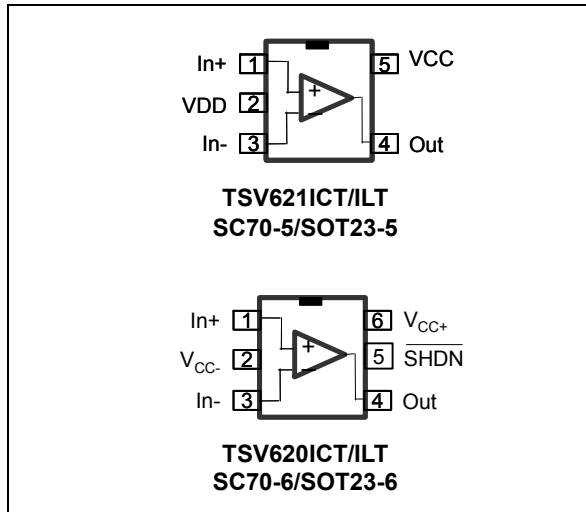 In+ 1 5 VCC
+
VDD 2
In- 3 4 Out
TSV621ICT/ILT
SC70-5/SOT23-5
In+ 1 6 VCC+
+
VCC- 2 5 SHDN
In- 3 4 Out
TSV620ICT/ILT
SC70-6/SOT23-6